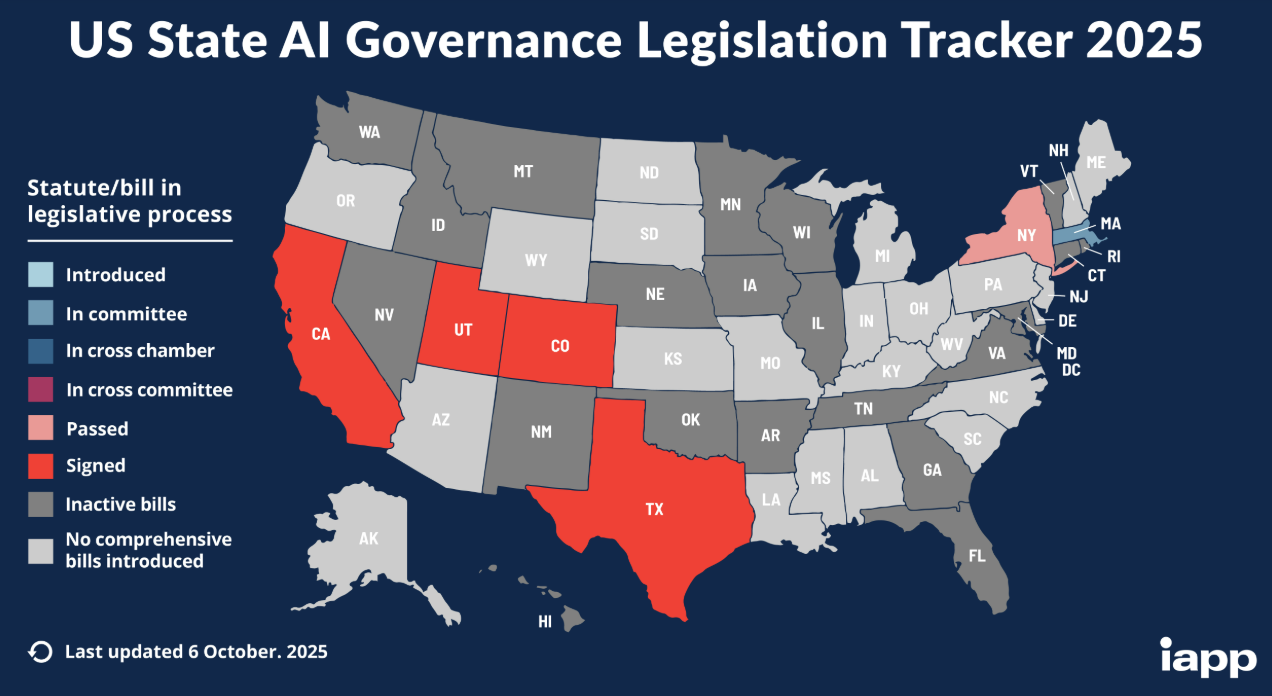 US State AI Governance Legislation Tracker 2025
Statute/bill in
legislative process
Introduced
In committee
In cross chamber
In cross committee
Passed
Signed
Inactive bills
No comprehensive
bills introduced
WA
OR
CA
ID
NV
MT
WY
UT
CO
AZ
NM
ND
SD
NE
KS
OK
TX
MN
IA
MO
AR
LA
WI
IL
MI
IN
OH
KY
TN
MS
AL
GA
FL
SC
NC
VA
WV
PA
NY
VT
NH
ME
MA
RI
CT
NJ
DE
MD
DC
AK
HI
Last updated 6 October. 2025
iapp